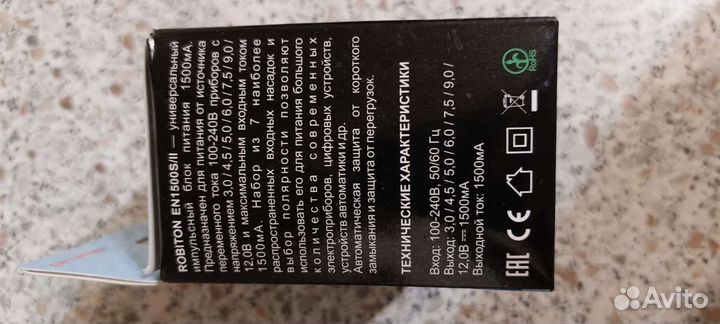 ROBITON EN1500S/II — универсальный
импульсный блок питания 1500мА.
Предназначен для питания от источника
переменного тока 100-240В приборов с
напряжением 3,0/4,5/5,0/6,0/7,5/9,0/
12,0В и максимальным входным током
1500мА. Набор из 7 наиболее
распространенных входных насадок и
выбор полярности позволяют
использовать его для питания большого
количества современных
электроприборов, цифровых устройств,
устройств автоматики и др.
Автоматическая защита от короткого
замыкания и защита от перегрузок.
ТЕХНИЧЕСКИЕ ХАРАКТЕРИСТИКИ
Вход: 100-240В, 50/60 Гц
Выход: 3,0 / 4,5 / 5,0 / 6,0 / 7,5 / 9,0 /
12,0В = 1500мА
Выходной ток: 1500мА
EAC CE
RoHS
Avito